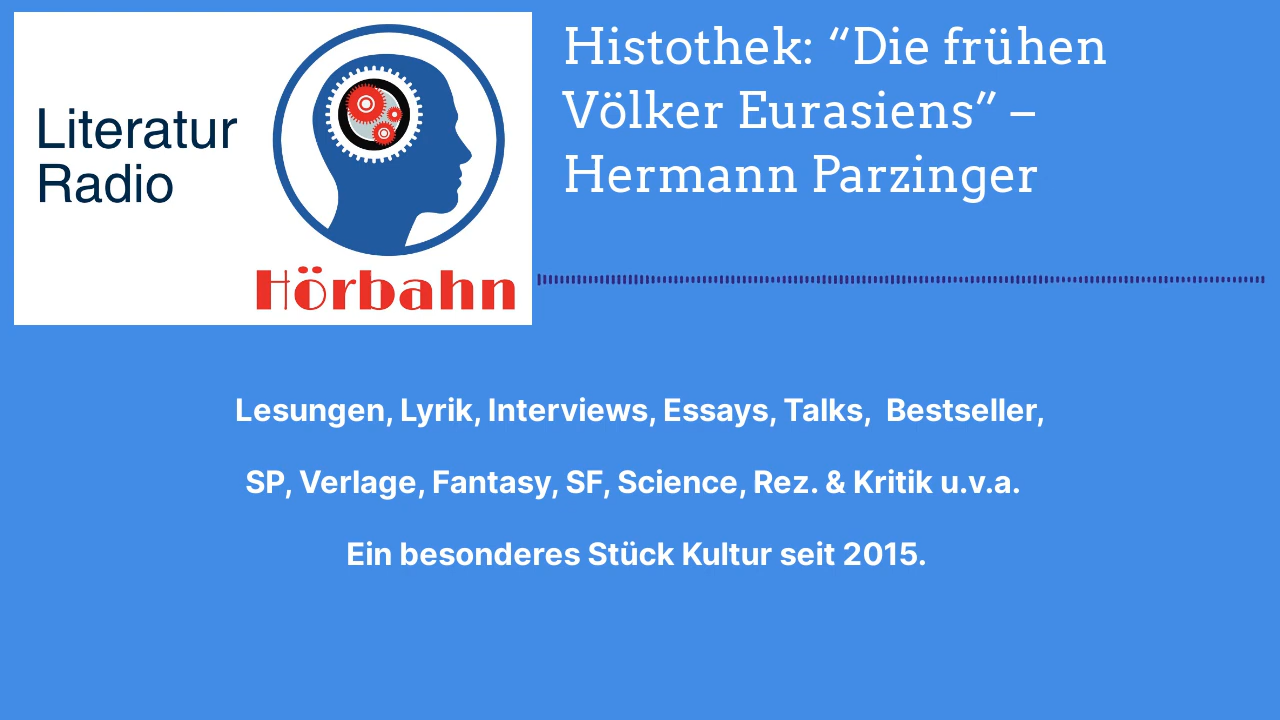 Literatur
Radio
Hörbahn
Histothek: “Die frühen
Völker Eurasiens” –
Hermann Parzinger
Lesungen, Lyrik, Interviews, Essays, Talks,  Bestseller,
SP, Verlage, Fantasy, SF, Science, Rez. & Kritik u.v.a.
Ein besonderes Stück Kultur seit 2015.